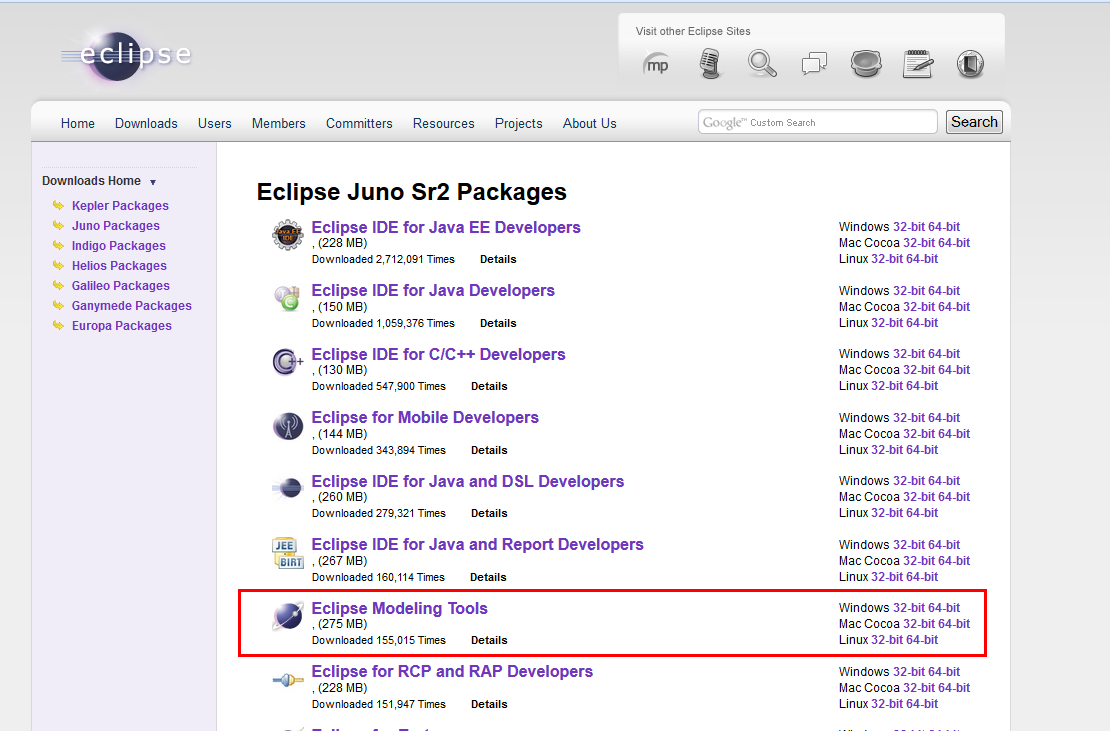 eclipse
Visit other Eclipse Sites
mp
Home Downloads Users Members Committers Resources Projects About Us
Google™ Custom Search
Search
Downloads Home
Kepler Packages
Juno Packages
Indigo Packages
Helios Packages
Galileo Packages
Ganymede Packages
Europa Packages
Eclipse Juno Sr2 Packages
Java EE IDE
Eclipse IDE for Java EE Developers
, (228 MB)
Downloaded 2,712,091 Times Details
Windows 32-bit 64-bit
Mac Cocoa 32-bit 64-bit
Linux 32-bit 64-bit
Eclipse IDE for Java Developers
, (150 MB)
Downloaded 1,059,376 Times Details
Windows 32-bit 64-bit
Mac Cocoa 32-bit 64-bit
Linux 32-bit 64-bit
C++
Eclipse IDE for C/C++ Developers
, (130 MB)
Downloaded 547,900 Times Details
Windows 32-bit 64-bit
Mac Cocoa 32-bit 64-bit
Linux 32-bit 64-bit
Eclipse for Mobile Developers
, (144 MB)
Downloaded 343,894 Times Details
Windows 32-bit 64-bit
Mac Cocoa 32-bit 64-bit
Linux 32-bit 64-bit
Eclipse IDE for Java and DSL Developers
, (260 MB)
Downloaded 279,321 Times Details
Windows 32-bit 64-bit
Mac Cocoa 32-bit 64-bit
Linux 32-bit 64-bit
JEE
BIRT
Eclipse IDE for Java and Report Developers
, (267 MB)
Downloaded 160,114 Times Details
Windows 32-bit 64-bit
Mac Cocoa 32-bit 64-bit
Linux 32-bit 64-bit
Eclipse Modeling Tools
, (275 MB)
Downloaded 155,015 Times Details
Windows 32-bit 64-bit
Mac Cocoa 32-bit 64-bit
Linux 32-bit 64-bit
Eclipse for RCP and RAP Developers
, (228 MB)
Downloaded 151,947 Times Details
Windows 32-bit 64-bit
Mac Cocoa 32-bit 64-bit
Linux 32-bit 64-bit